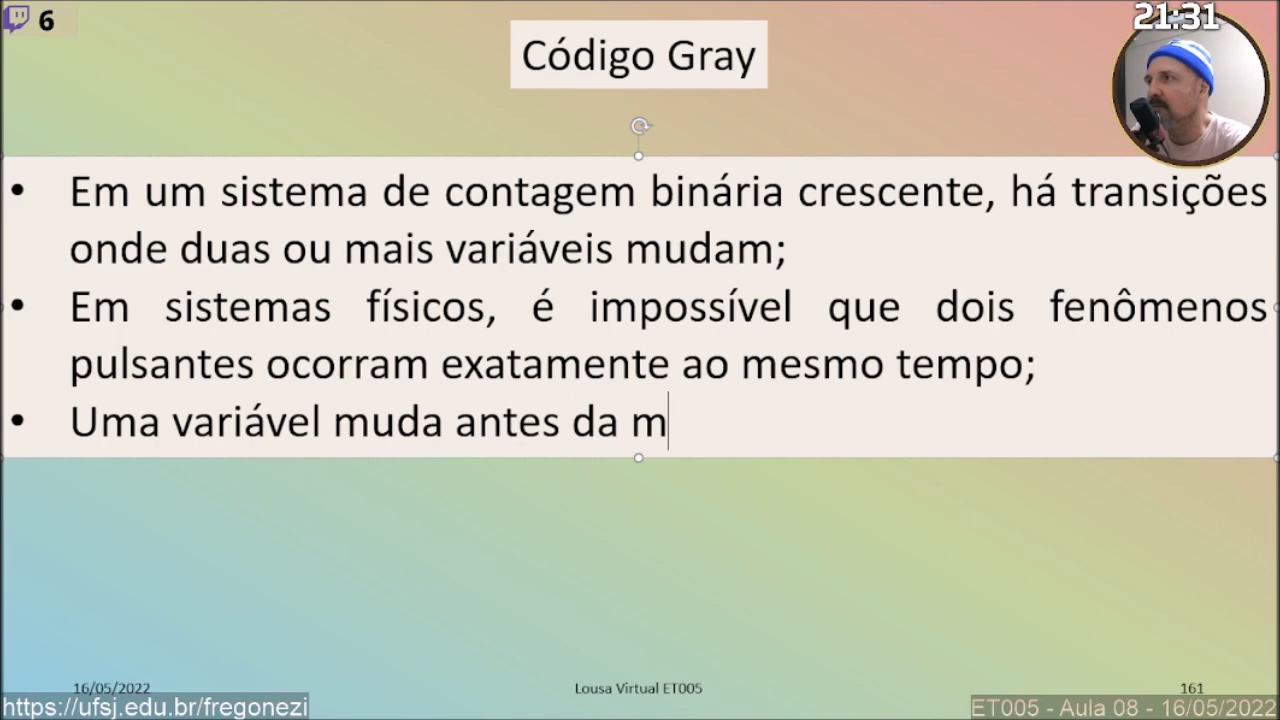 6
21:31
Código Gray
• Em um sistema de contagem binária crescente, há transições
onde duas ou mais variáveis mudam;
• Em sistemas físicos, é impossível que dois fenômenos
pulsantes ocorram exatamente ao mesmo tempo;
• Uma variável muda antes da m
16/05/2022
Lousa Virtual ET005
161
https://ufsj.edu.br/fregonezi
ET005 - Aula 08 - 16/05/2022